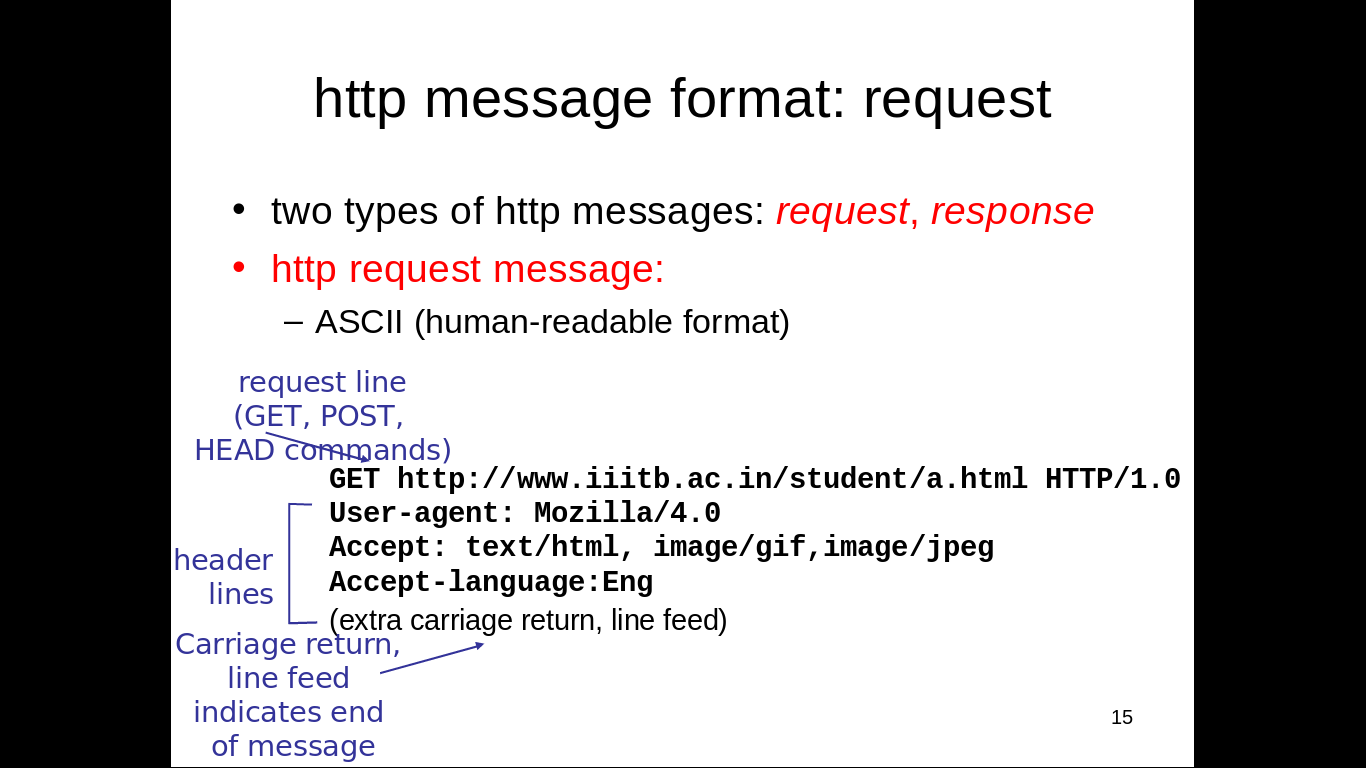 http message format: request
• two types of http messages: request, response
• http request message:
– ASCII (human-readable format)
request line
(GET, POST,
HEAD commands)
GET http://www.iiitb.ac.in/student/a.html HTTP/1.0
User-agent: Mozilla/4.0
Accept: text/html, image/gif,image/jpeg
Accept-language:Eng
(extra carriage return, line feed)
header
lines
Carriage return,
line feed
indicates end
of message
15